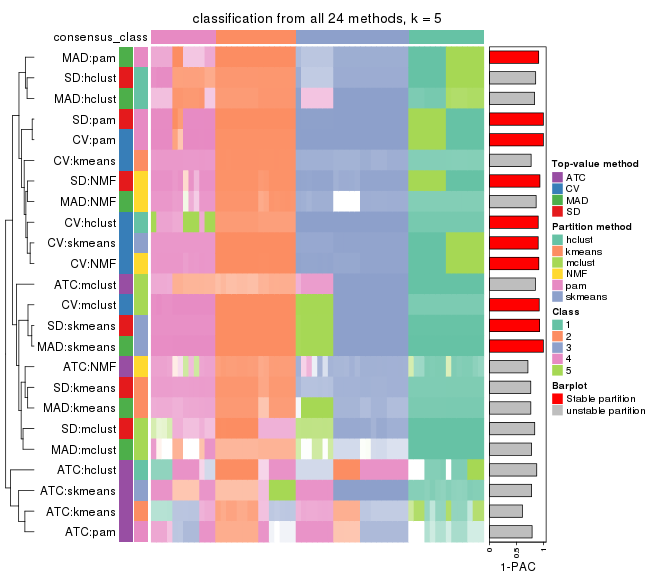 classification from all 24 methods, k = 5
consensus_class
MAD:pam
SD:hclust
MAD:hclust
SD:pam
CV:pam
CV:kmeans
SD:NMF
MAD:NMF
CV:hclust
CV:skmeans
CV:NMF
ATC:mclust
CV:mclust
SD:skmeans
MAD:skmeans
ATC:NMF
SD:kmeans
MAD:kmeans
SD:mclust
MAD:mclust
ATC:hclust
ATC:skmeans
ATC:kmeans
ATC:pam
0
0.5
1
1-PAC
Top-value method
ATC
CV
MAD
SD
Partition method
hclust
kmeans
mclust
NMF
pam
skmeans
Class
1
2
3
4
5
Barplot
Stable partition
unstable partition